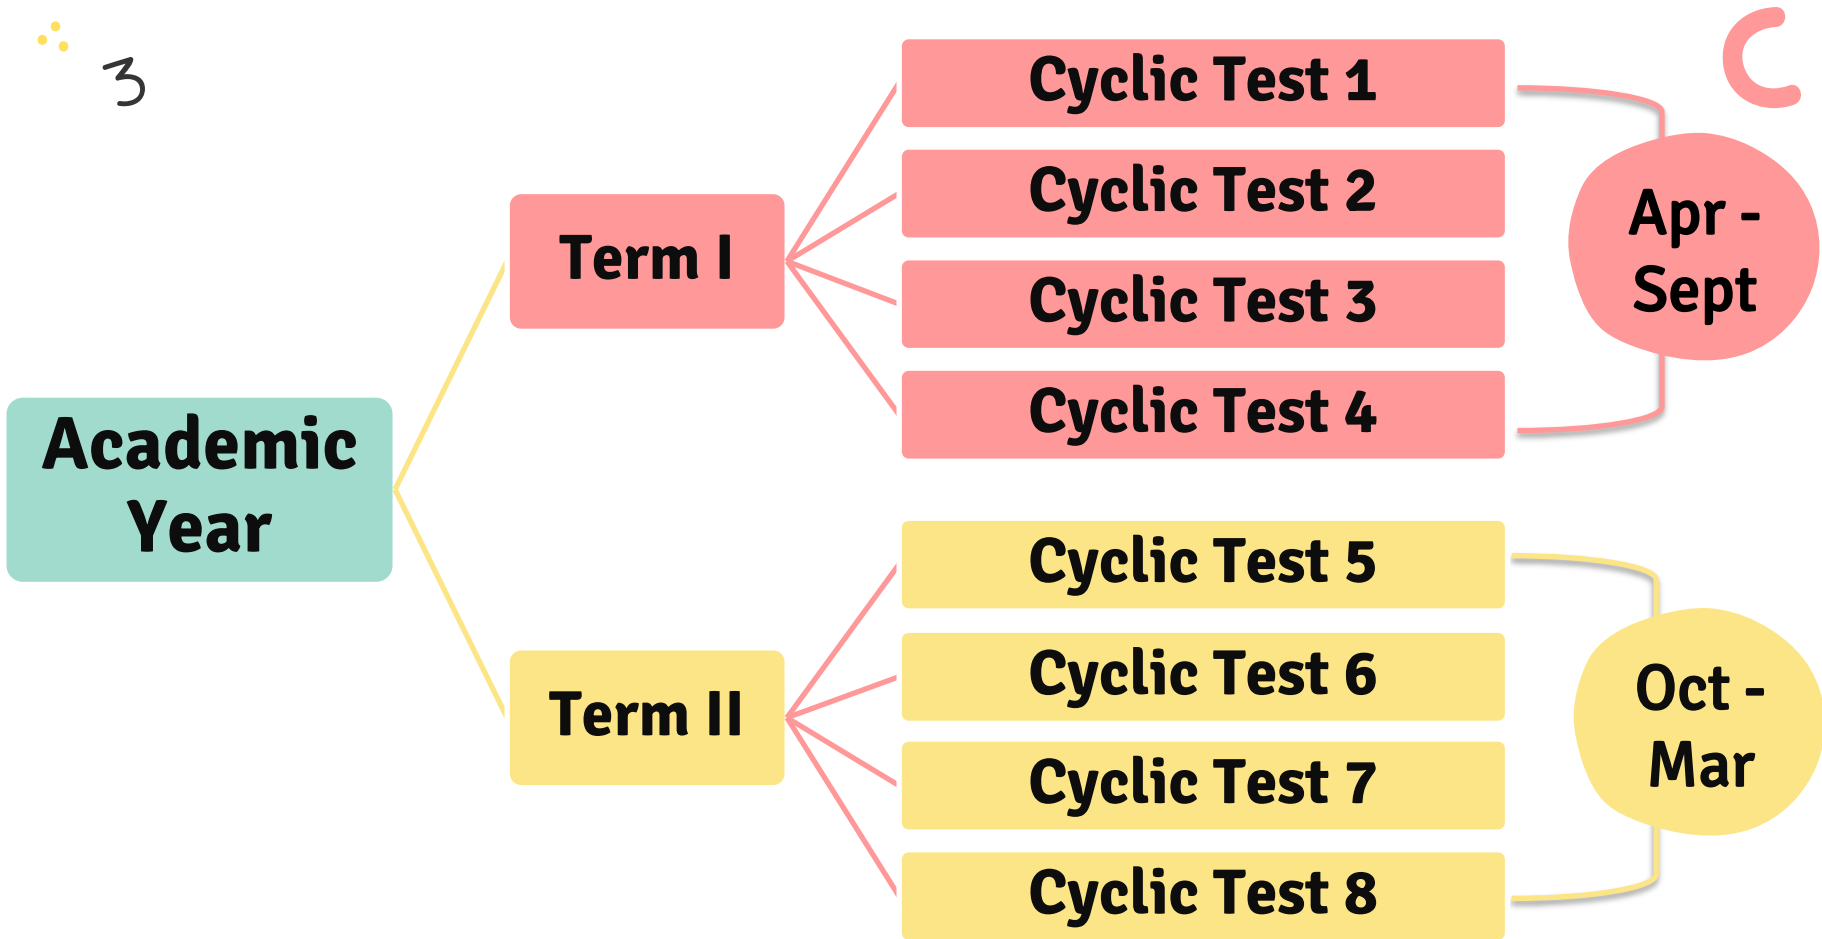 3
Academic
Year
Term I
Cyclic Test 1
Cyclic Test 2
Cyclic Test 3
Cyclic Test 4
Apr -
Sept
Term II
Cyclic Test 5
Cyclic Test 6
Cyclic Test 7
Cyclic Test 8
Oct -
Mar